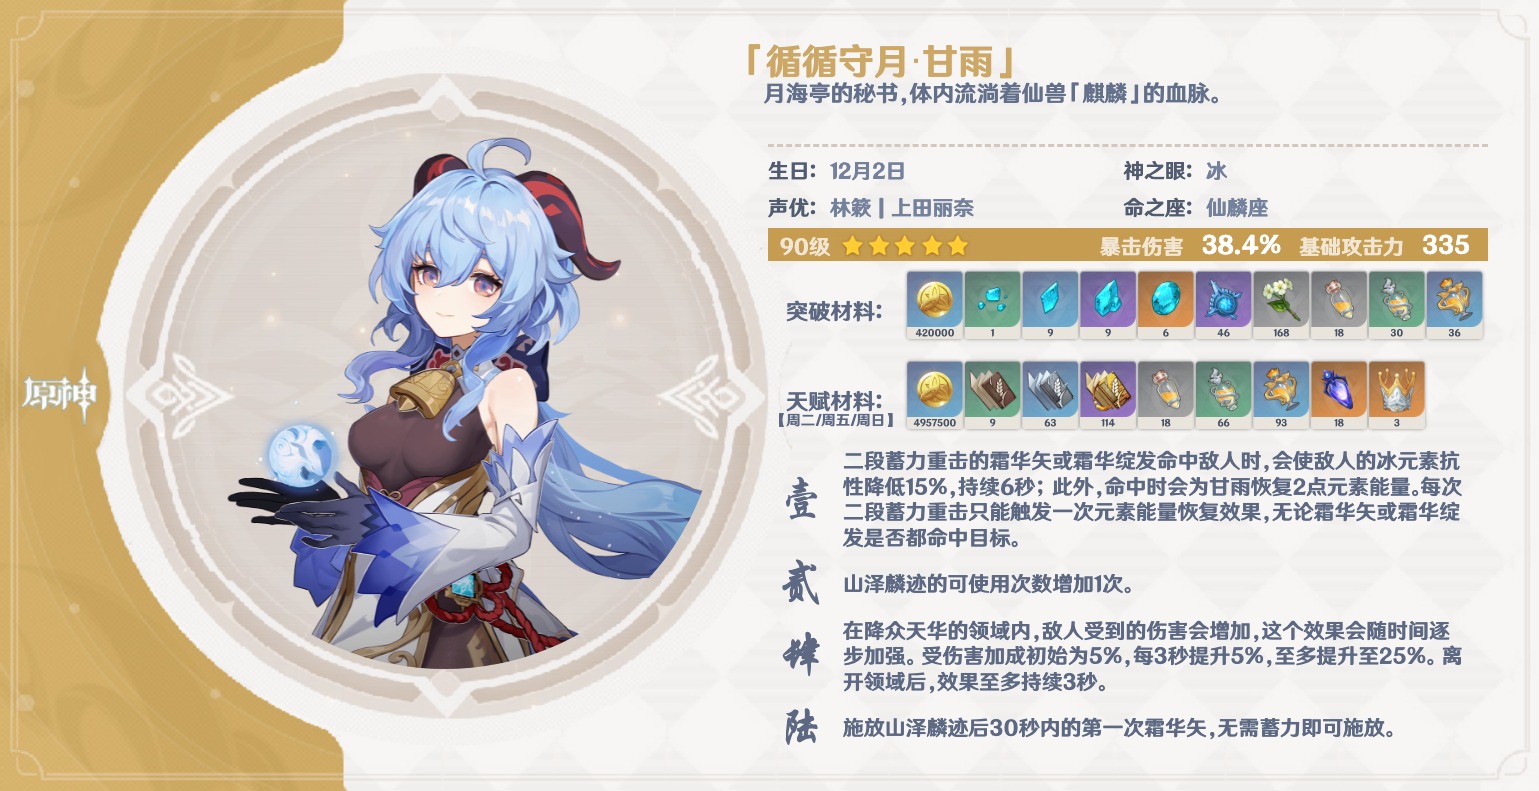 「循循守月·甘雨」
月海亭的秘书,体内流淌着仙兽「麒麟」的血脉。
生日: 12月2日
神之眼: 冰
声优: 林簌 | 上田丽奈
命之座: 仙麟座
90级
暴击伤害 38.4% 基础攻击力 335
突破材料:
420000 1 9 9 6 46 168 18 30 36
天赋材料:
【周二/周五/周日】
4957500 9 63 114 18 66 93 18 3
原神
壹
二段蓄力重击的霜华矢或霜华绽发命中敌人时,会使敌人的冰元素抗
性降低15%,持续6秒; 此外,命中时会为甘雨恢复2点元素能量。每次
二段蓄力重击只能触发一次元素能量恢复效果,无论霜华矢或霜华绽
发是否都命中目标。
贰
山泽麟迹的可使用次数增加1次。
肆
在降众天华的领域内,敌人受到的伤害会增加,这个效果会随时间逐
步加强。受伤害加成初始为5%,每3秒提升5%,至多提升至25%。离
开领域后,效果至多持续3秒。
陆
施放山泽麟迹后30秒内的第一次霜华矢,无需蓄力即可施放。